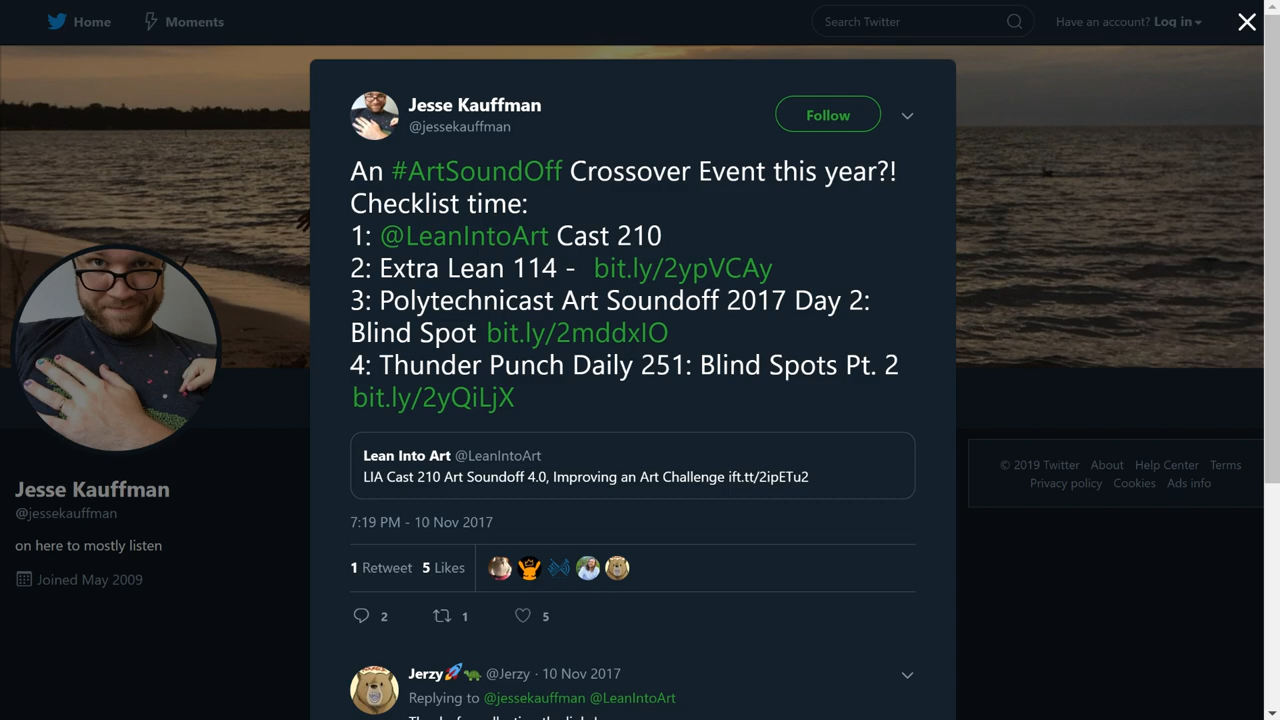 Home
Moments
Search Twitter
Have an account? Log in
Jesse Kauffman
@jessekauffman
Follow
An #ArtSoundOff Crossover Event this year?!
Checklist time:
1: @LeanIntoArt Cast 210
2: Extra Lean 114 - bit.ly/2ypVCAy
3: Polytechnicast Art Soundoff 2017 Day 2:
Blind Spot bit.ly/2mddxIO
4: Thunder Punch Daily 251: Blind Spots Pt. 2
bit.ly/2yQiLjX
Lean Into Art @LeanIntoArt
LIA Cast 210 Art Soundoff 4.0, Improving an Art Challenge ift.tt/2ipETu2
7:19 PM - 10 Nov 2017
1 Retweet 5 Likes
2 1 5
Jerzy @Jerzy · 10 Nov 2017
Replying to @jessekauffman @LeanIntoArt
Jesse Kauffman
@jessekauffman
on here to mostly listen
Joined May 2009
© 2019 Twitter About Help Center Terms
Privacy policy Cookies Ads info